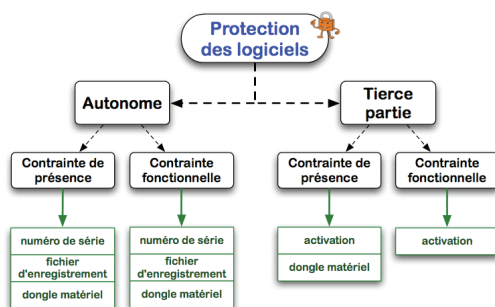 Protection
des logiciels
Autonome
Tierce
partie
Contrainte de
présence
Contrainte
fonctionnelle
Contrainte de
présence
Contrainte
fonctionnelle
numéro de série
fichier
d'enregistrement
dongle matériel
numéro de série
fichier
d'enregistrement
dongle matériel
activation
dongle matériel
activation